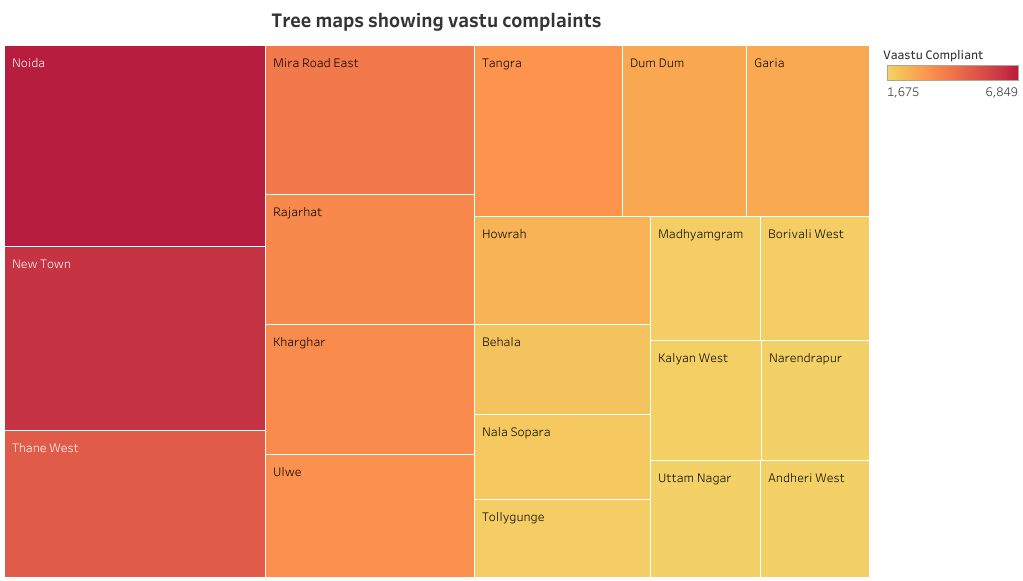 Tree maps showing vastu complaints
Noida
Mira Road East
Tangra
Dum Dum
Garia
Vaastu Compliant
1,675
6,849
Rajarhat
Howrah
Madhyamgram
Borivali West
New Town
Kharghar
Behala
Kalyan West
Narendrapur
Nala Sopara
Thane West
Ulwe
Uttam Nagar
Andheri West
Tollygunge